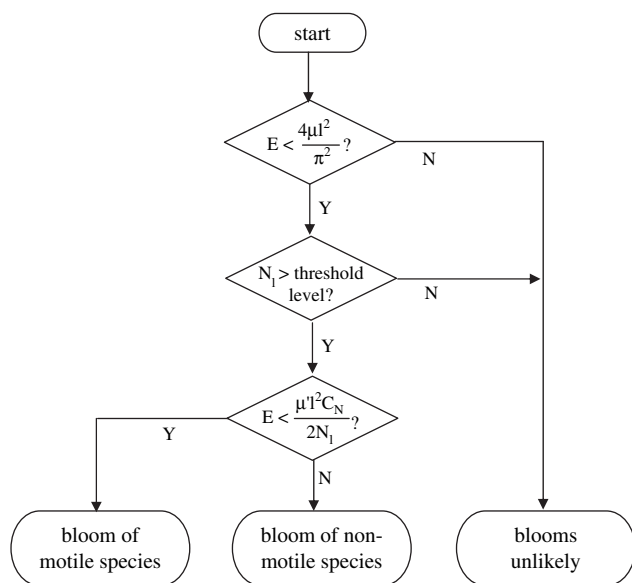 start
E < 4μl²/π² ?
N
Y
N₁ > threshold
level?
N
Y
E < μ'l²C_N/2N₁ ?
Y
N
bloom of
motile species
bloom of non-
motile species
blooms
unlikely